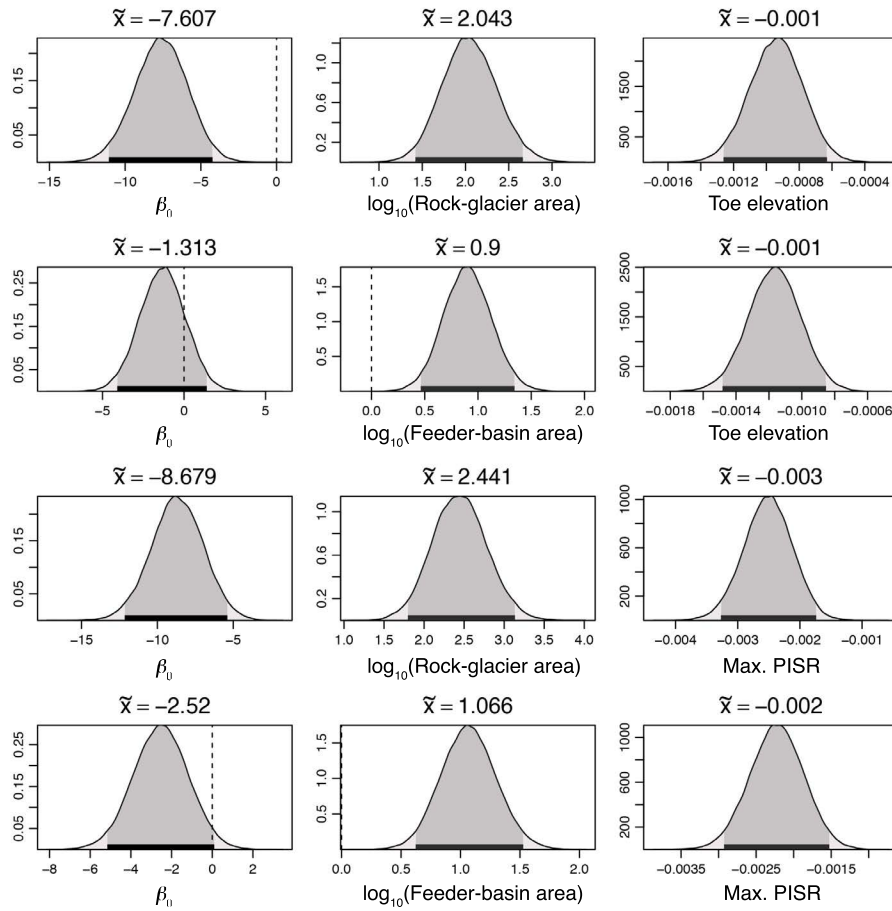 x̃ = −7.607
x̃ = 2.043
x̃ = −0.001
0.05 0.15
−15 −10 −5 0
β₀
0.2 0.6 1.0
1.0 1.5 2.0 2.5 3.0
log₁₀(Rock-glacier area)
500 1500
−0.0016 −0.0012 −0.0008 −0.0004
Toe elevation
x̃ = −1.313
x̃ = 0.9
x̃ = −0.001
0.05 0.15 0.25
−5 0 5
β₀
0.5 1.0 1.5
0.0 0.5 1.0 1.5 2.0
log₁₀(Feeder-basin area)
500 1500 2500
−0.0018 −0.0014 −0.0010 −0.0006
Toe elevation
x̃ = −8.679
x̃ = 2.441
x̃ = −0.003
0.05 0.15
−15 −10 −5
β₀
0.2 0.6 1.0
1.0 1.5 2.0 2.5 3.0 3.5 4.0
log₁₀(Rock-glacier area)
200 600 1000
−0.004 −0.003 −0.002 −0.001
Max. PISR
x̃ = −2.52
x̃ = 1.066
x̃ = −0.002
0.05 0.15 0.25
−8 −6 −4 −2 0 2
β₀
0.5 1.0 1.5
0.0 0.5 1.0 1.5 2.0
log₁₀(Feeder-basin area)
200 600 1000
−0.0035 −0.0025 −0.0015
Max. PISR